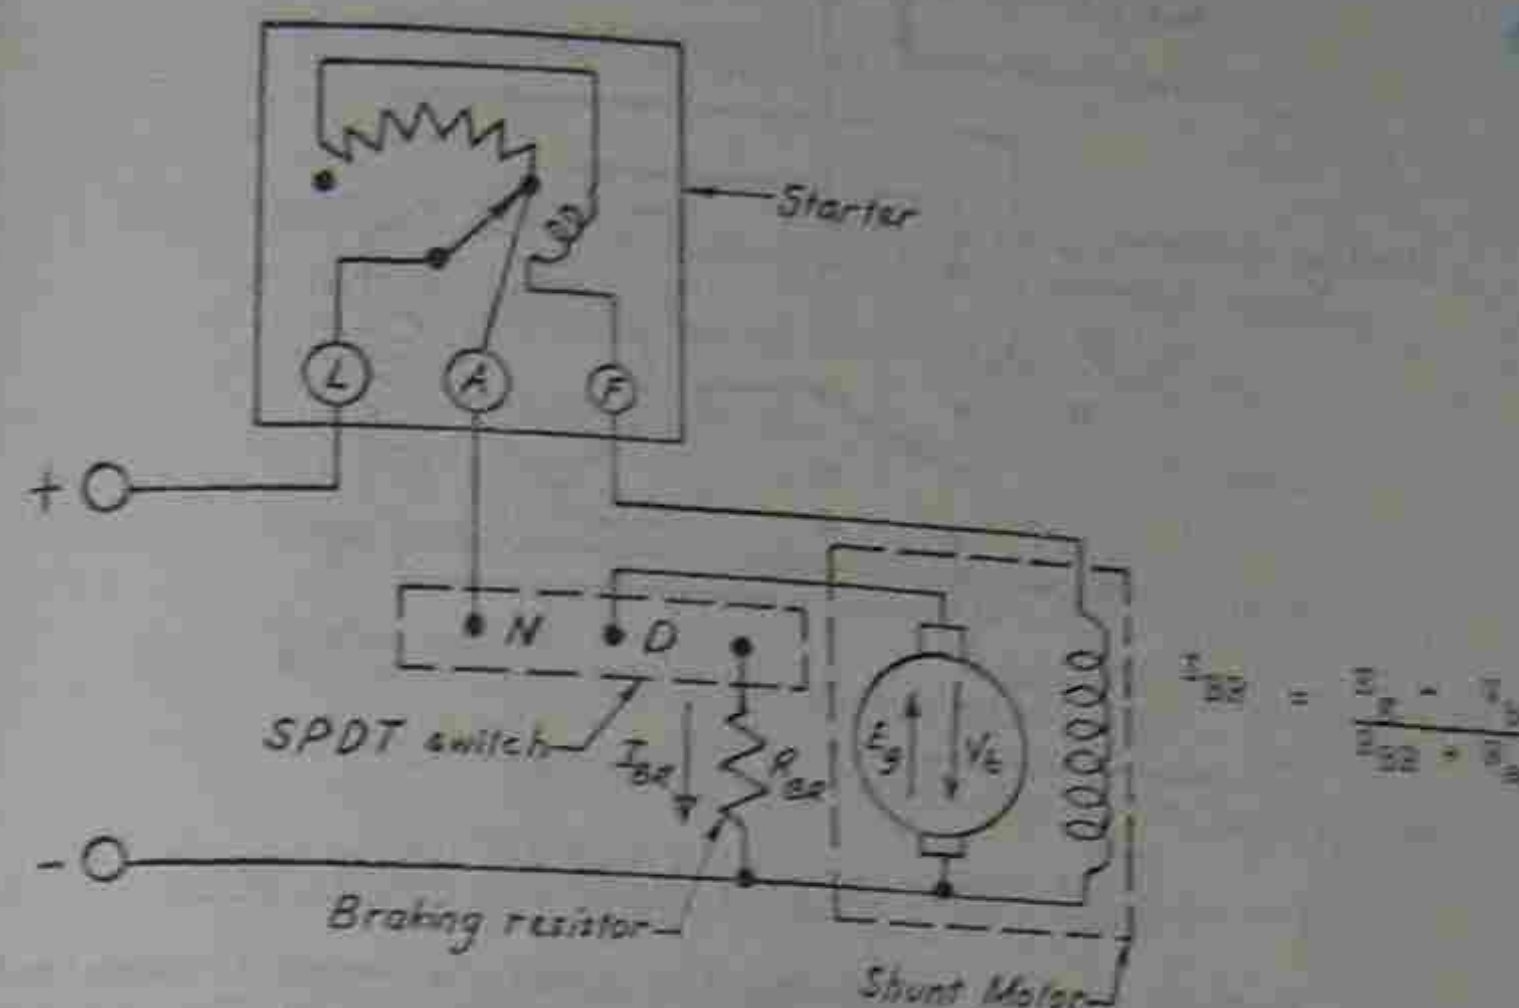 Starter
L A F
+
N D
SPDT switch
I_BR
R_BR
E_g
V_t
-
Braking resistor
Shunt Motor